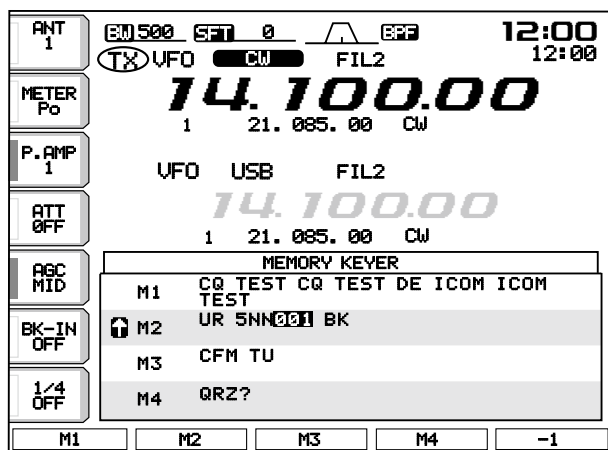 ANT
1
BW 500 SFT 0 BPF 12:00
TX VFO CW FIL2 12:00
METER
Po
14.100.00
1 21.085.00 CW
P.AMP
1
VFO USB FIL2
ATT
OFF
14.100.00
1 21.085.00 CW
AGC
MID
MEMORY KEYER
M1 CQ TEST CQ TEST DE ICOM ICOM
TEST
BK-IN
OFF
M2 UR 5NN001 BK
M3 CFM TU
1/4
OFF
M4 QRZ?
M1 M2 M3 M4 -1